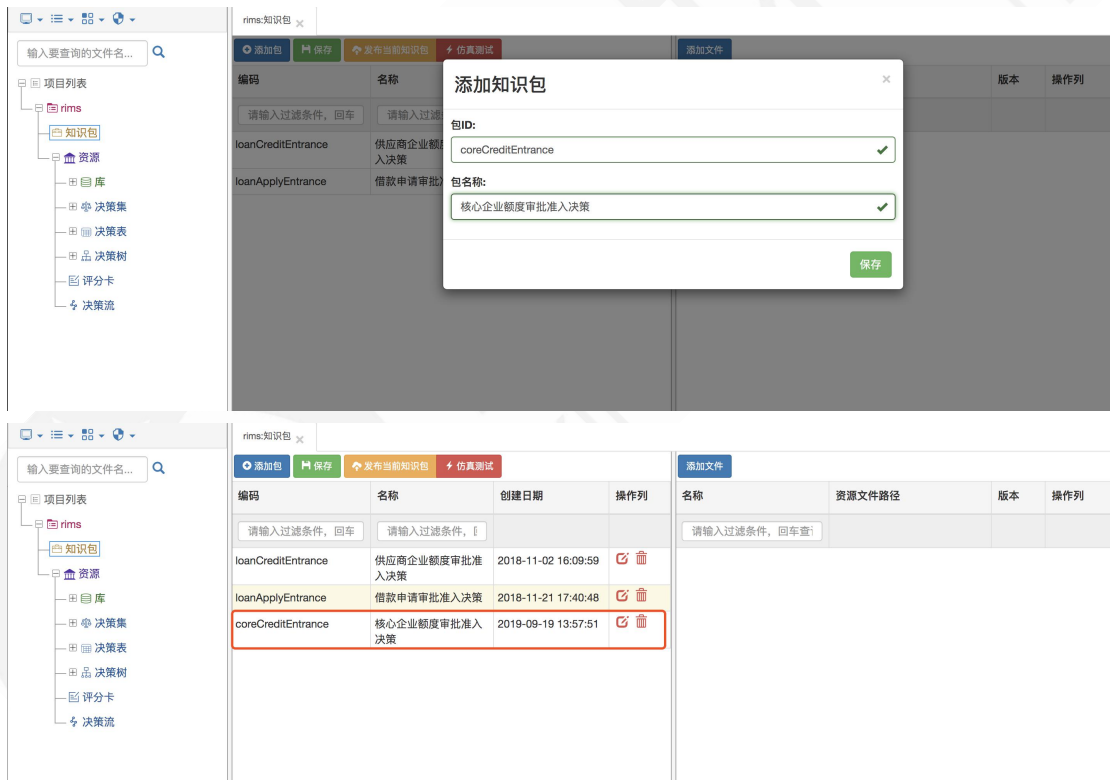 rims:知识包
输入要查询的文件名...
添加包 保存 发布当前知识包 仿真测试
添加文件
项目列表
rims
知识包
资源
库
决策集
决策表
决策树
评分卡
决策流
编码 名称
版本 操作列
请输入过滤条件，回车 请输入过滤
loanCreditEntrance 供应商企业额
入决策
loanApplyEntrance 借款申请审批
添加知识包
包ID:
coreCreditEntrance
包名称:
核心企业额度审批准入决策
保存
rims:知识包
输入要查询的文件名...
添加包 保存 发布当前知识包 仿真测试
添加文件
项目列表
rims
知识包
资源
库
决策集
决策表
决策树
评分卡
决策流
编码 名称 创建日期 操作列
请输入过滤条件，回车 请输入过滤条件，
loanCreditEntrance 供应商企业额度审批准 2018-11-02 16:09:59
入决策
loanApplyEntrance 借款申请审批准入决策 2018-11-21 17:40:48
coreCreditEntrance 核心企业额度审批准入 2019-09-19 13:57:51
决策
名称 资源文件路径 版本 操作列
请输入过滤条件，回车查